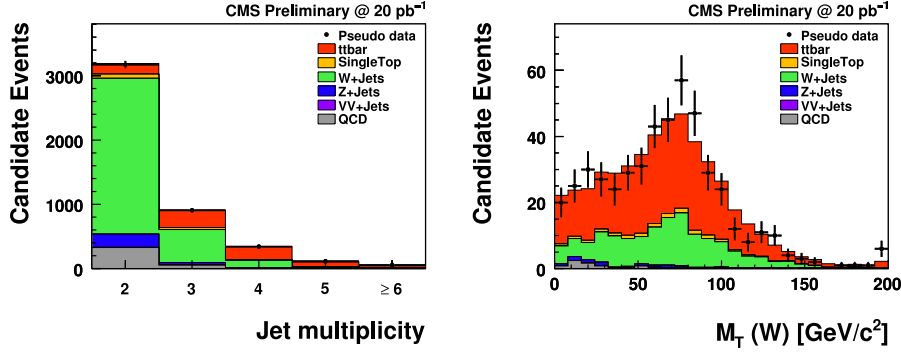 CMS Preliminary @ 20 pb⁻¹
Candidate Events
3000
2000
1000
0
Pseudo data
ttbar
SingleTop
W+Jets
Z+Jets
VV+Jets
QCD
2 3 4 5 ≥ 6
Jet multiplicity
CMS Preliminary @ 20 pb⁻¹
Candidate Events
60
40
20
0
Pseudo data
ttbar
SingleTop
W+Jets
Z+Jets
VV+Jets
QCD
0 50 100 150 200
M_T (W) [GeV/c²]